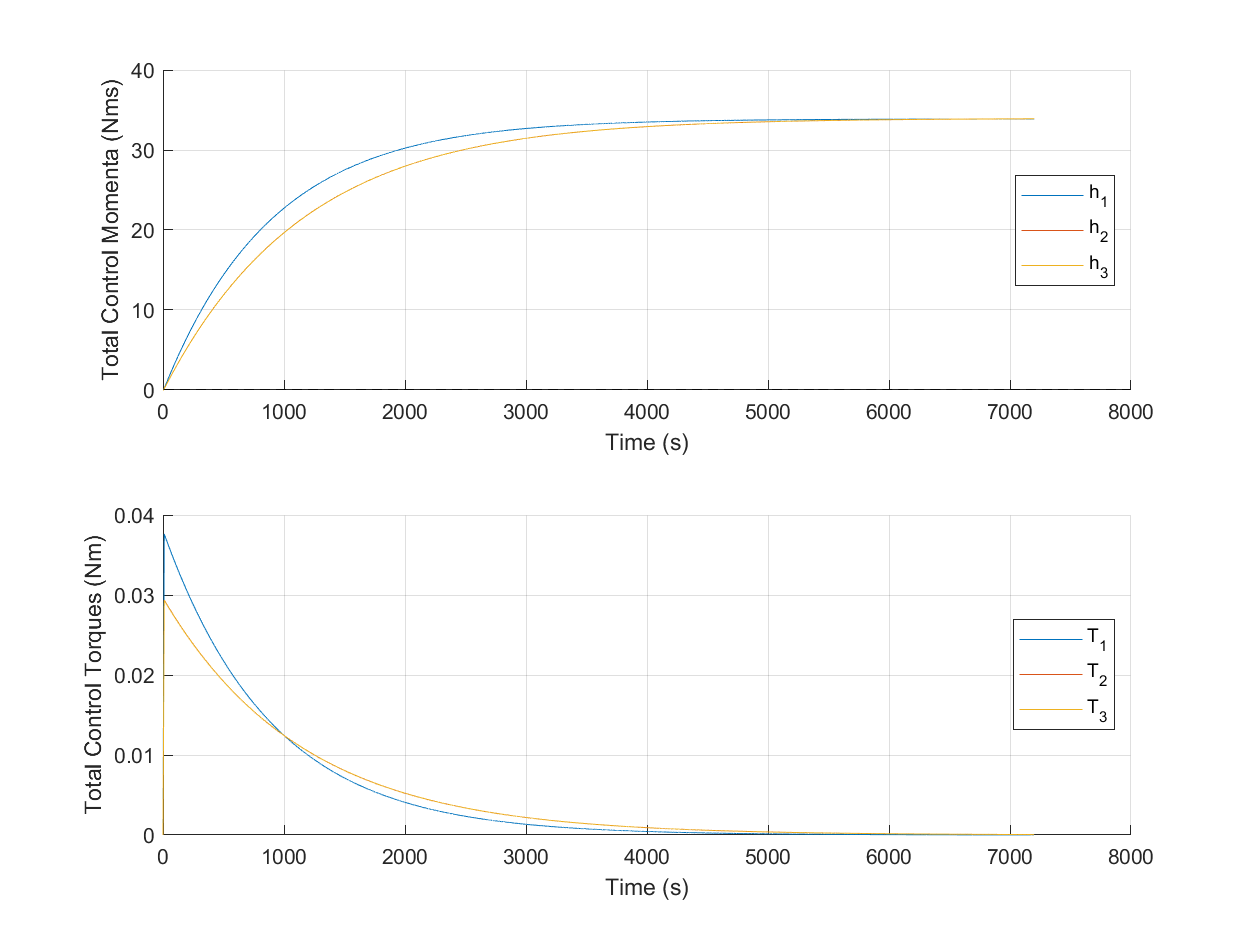 Total Control Momenta (Nms)
40
30
20
10
0
0 1000 2000 3000 4000 5000 6000 7000 8000
Time (s)
h1
h2
h3
Total Control Torques (Nm)
0.04
0.03
0.02
0.01
0
0 1000 2000 3000 4000 5000 6000 7000 8000
Time (s)
T1
T2
T3